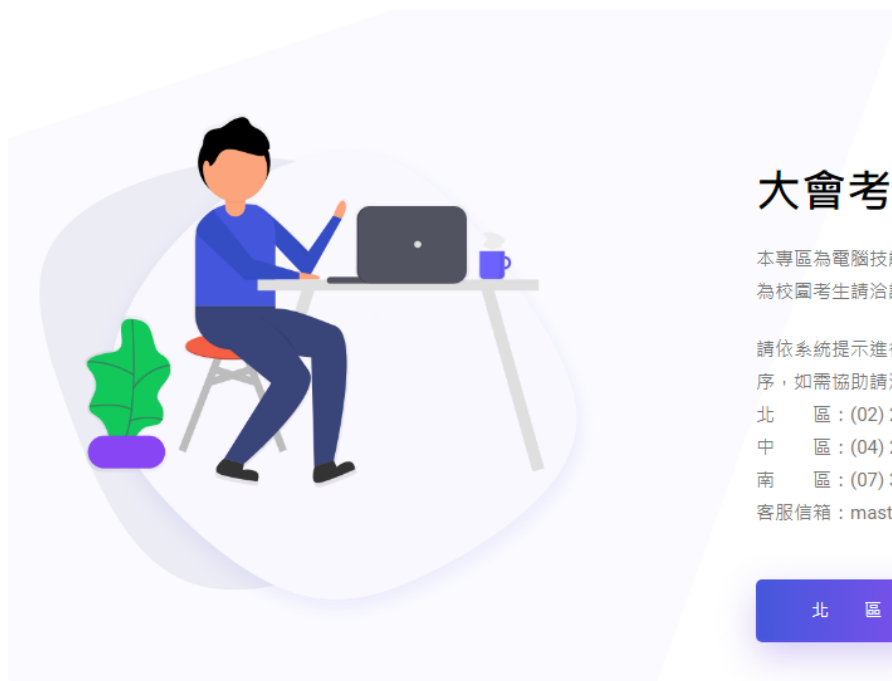 大會考
本專區為電腦技
為校園考生請洽
請依系統提示進
序，如需協助請
北　　區：(02)
中　　區：(04)
南　　區：(07)
客服信箱：mast
北　　區